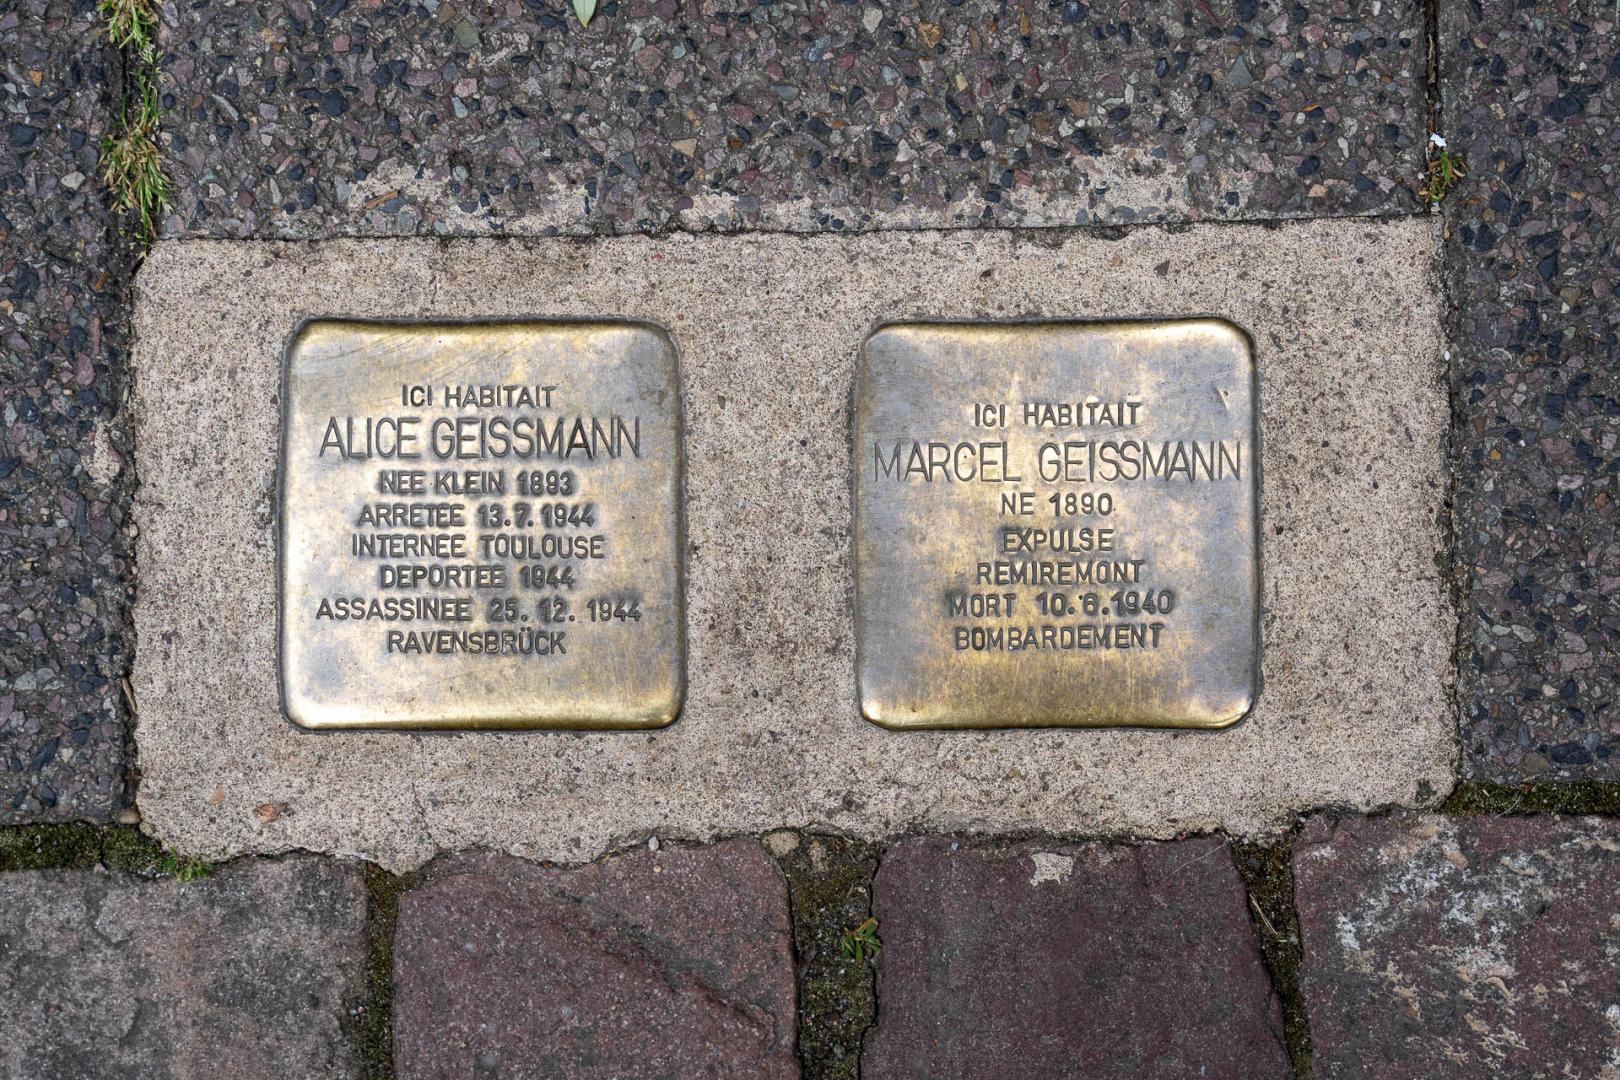 ICI HABITAIT
ALICE GEISSMANN
NEE KLEIN 1893
ARRETEE 13.7.1944
INTERNEE TOULOUSE
DEPORTEE 1944
ASSASSINEE 25.12.1944
RAVENSBRÜCK
ICI HABITAIT
MARCEL GEISSMANN
NE 1890
EXPULSE
REMIREMONT
MORT 10.6.1940
BOMBARDEMENT